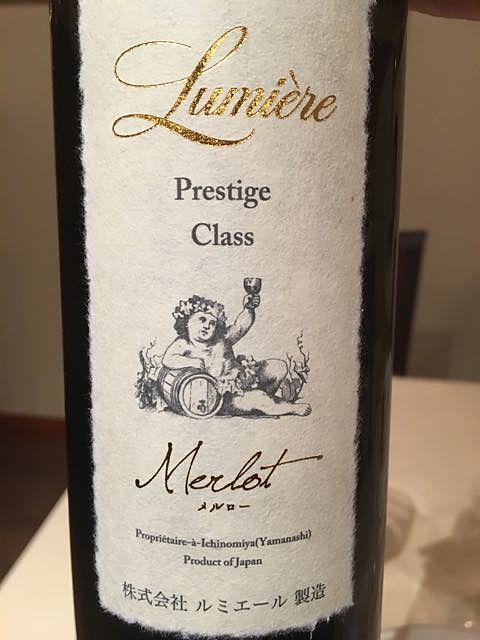 Lumière
Prestige
Class
Merlot
メルロー
Propriétaire-à-Ichinomiya(Yamanashi)
Product of Japan
株式会社 ルミエール 製造